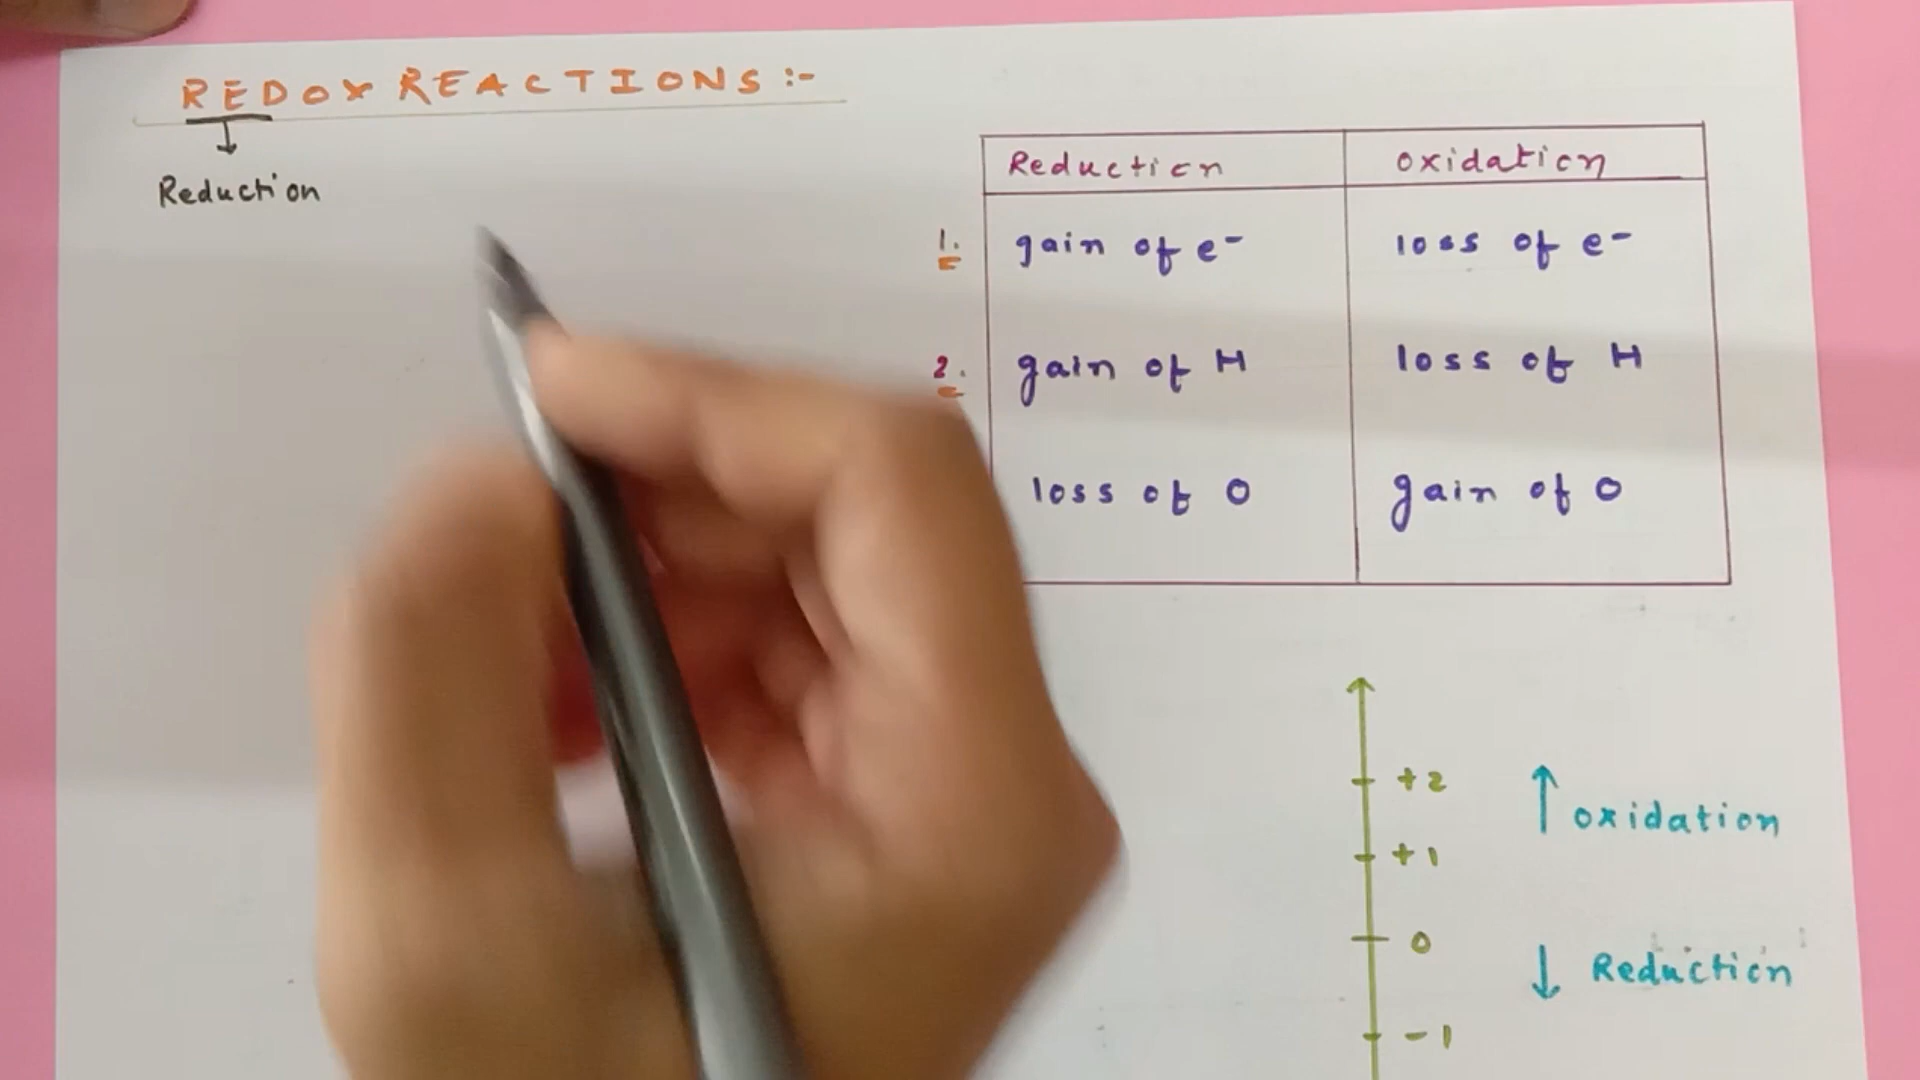 REDOX REACTIONS :-
Reduction
Reduction oxidation
1. gain of e- loss of e-
2. gain of H loss of H
loss of O gain of O
+2
↑ oxidation
+1
0
↓ Reduction
-1